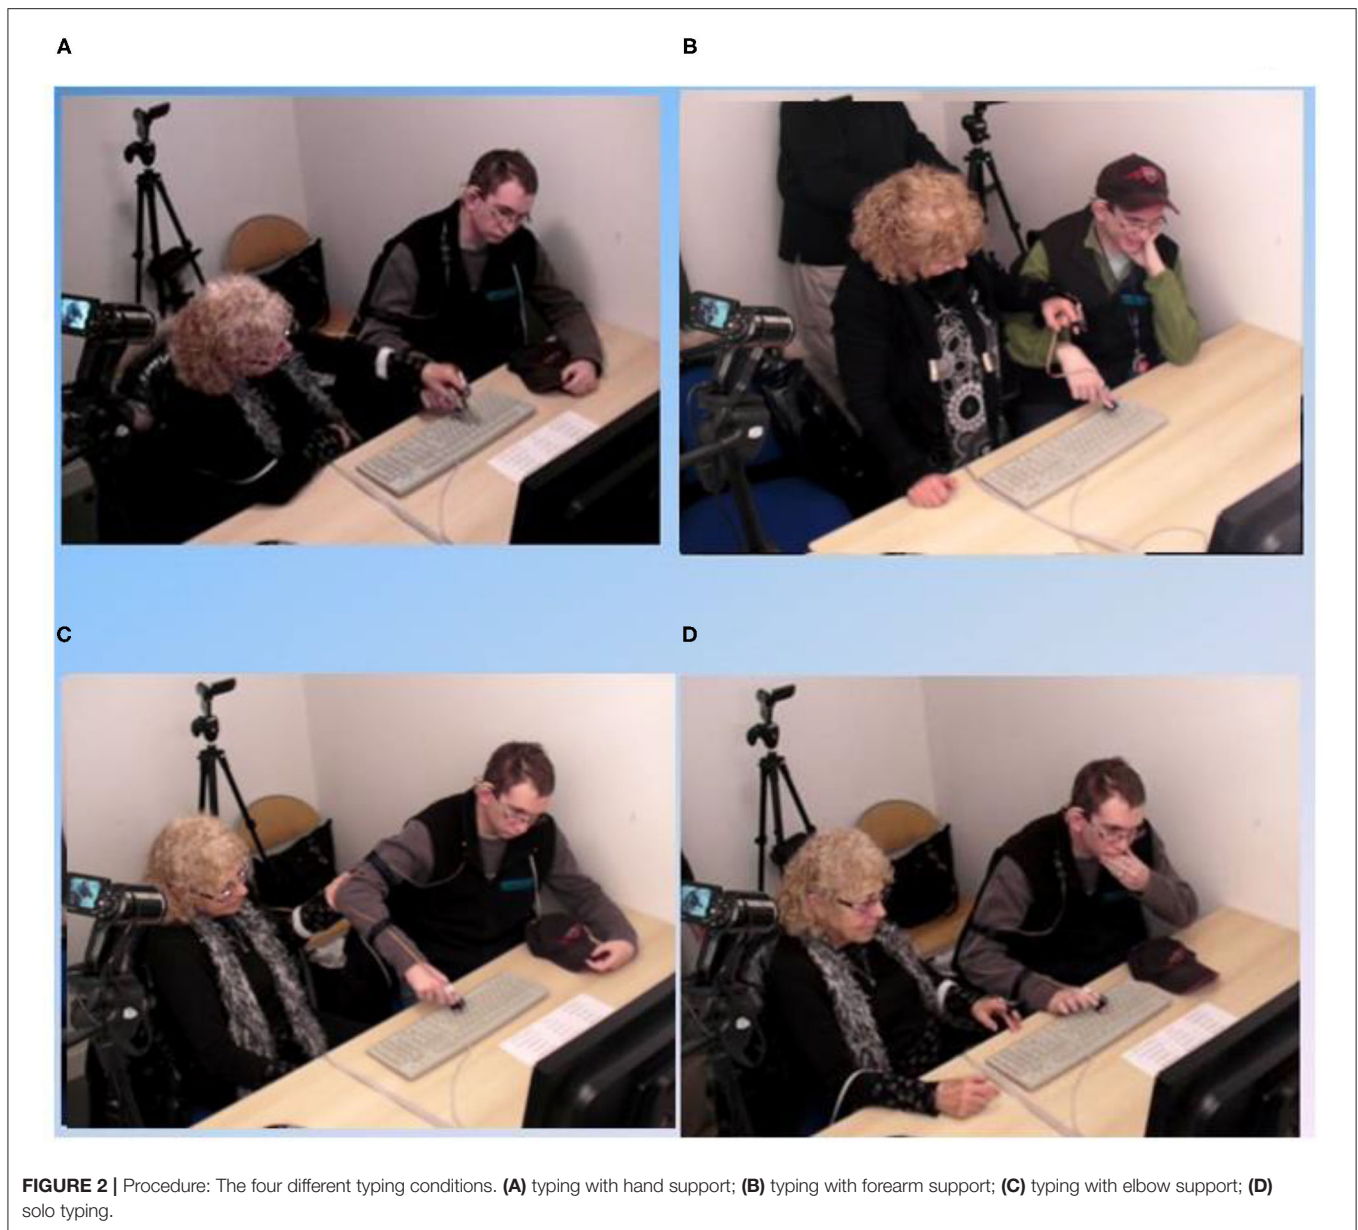 A
B
C
D
FIGURE 2 | Procedure: The four different typing conditions. (A) typing with hand support; (B) typing with forearm support; (C) typing with elbow support; (D)
solo typing.